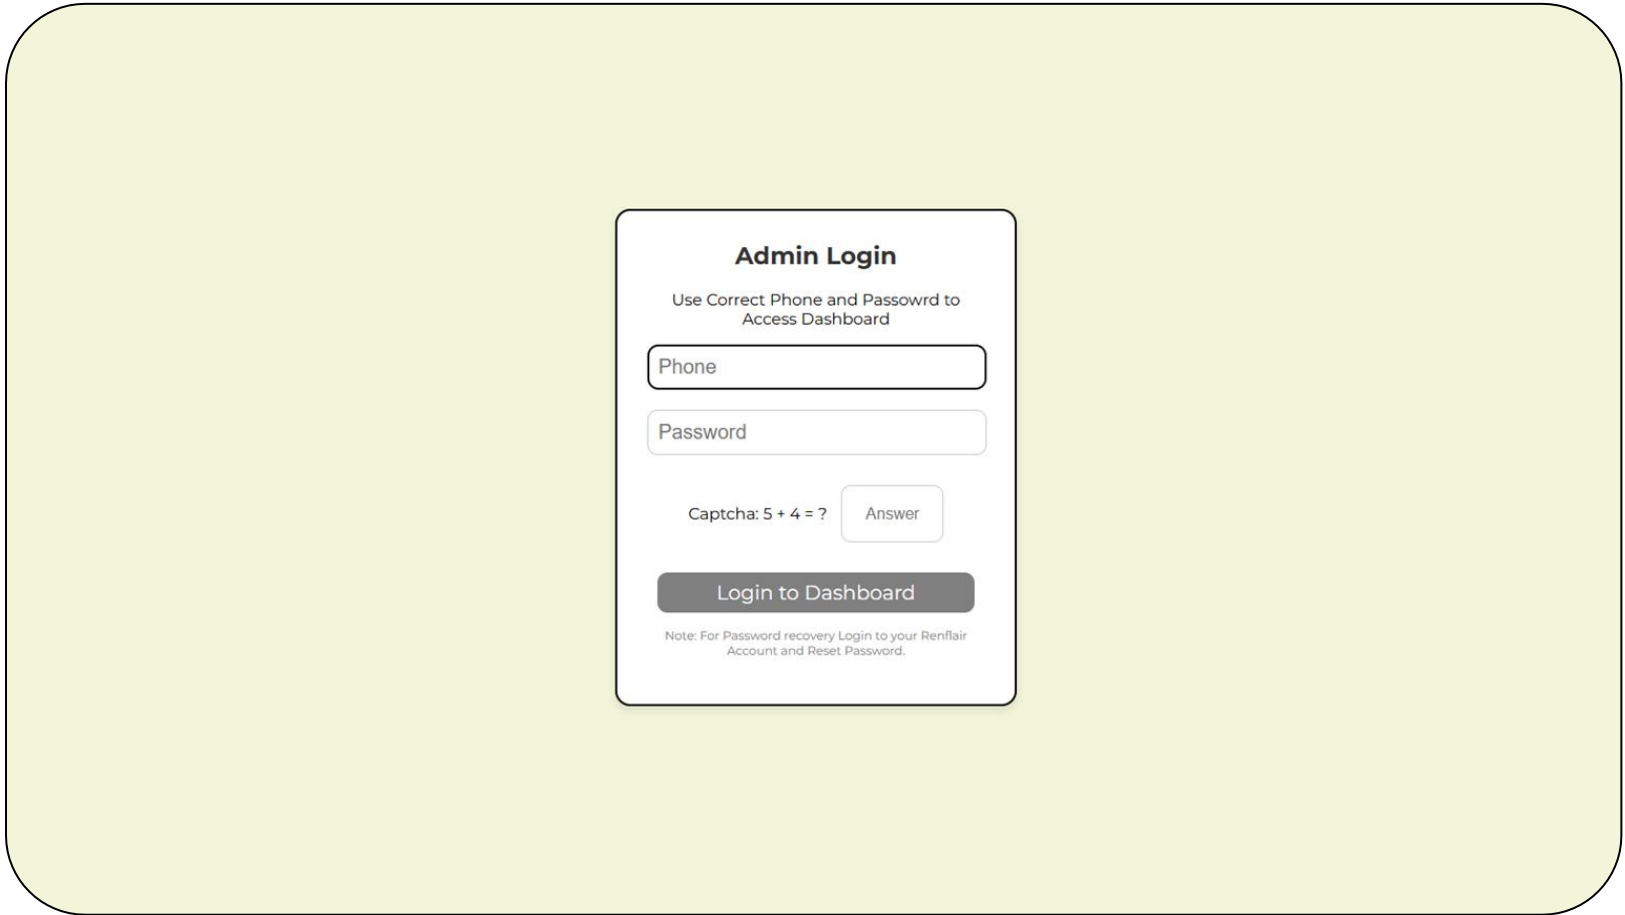 Admin Login
Use Correct Phone and Passowrd to
Access Dashboard
Phone
Password
Captcha: 5 + 4 = ? Answer
Login to Dashboard
Note: For Password recovery Login to your Renflair
Account and Reset Password.